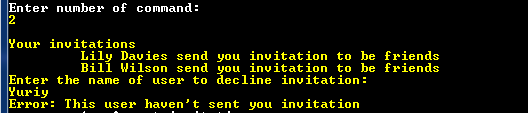 Enter number of command:
2
Your invitations
Lily Davies send you invitation to be friends
Bill Wilson send you invitation to be friends
Enter the name of user to decline invitation:
Yuriy
Error: This user haven't sent you invitation